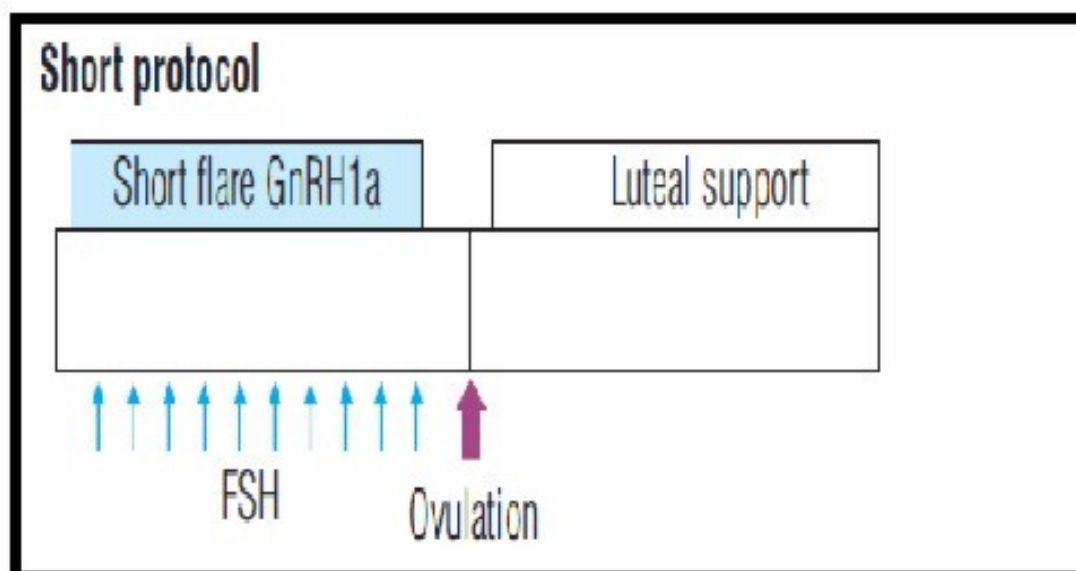 Short protocol
Short flare GnRH1a
Luteal support
FSH
Ovulation